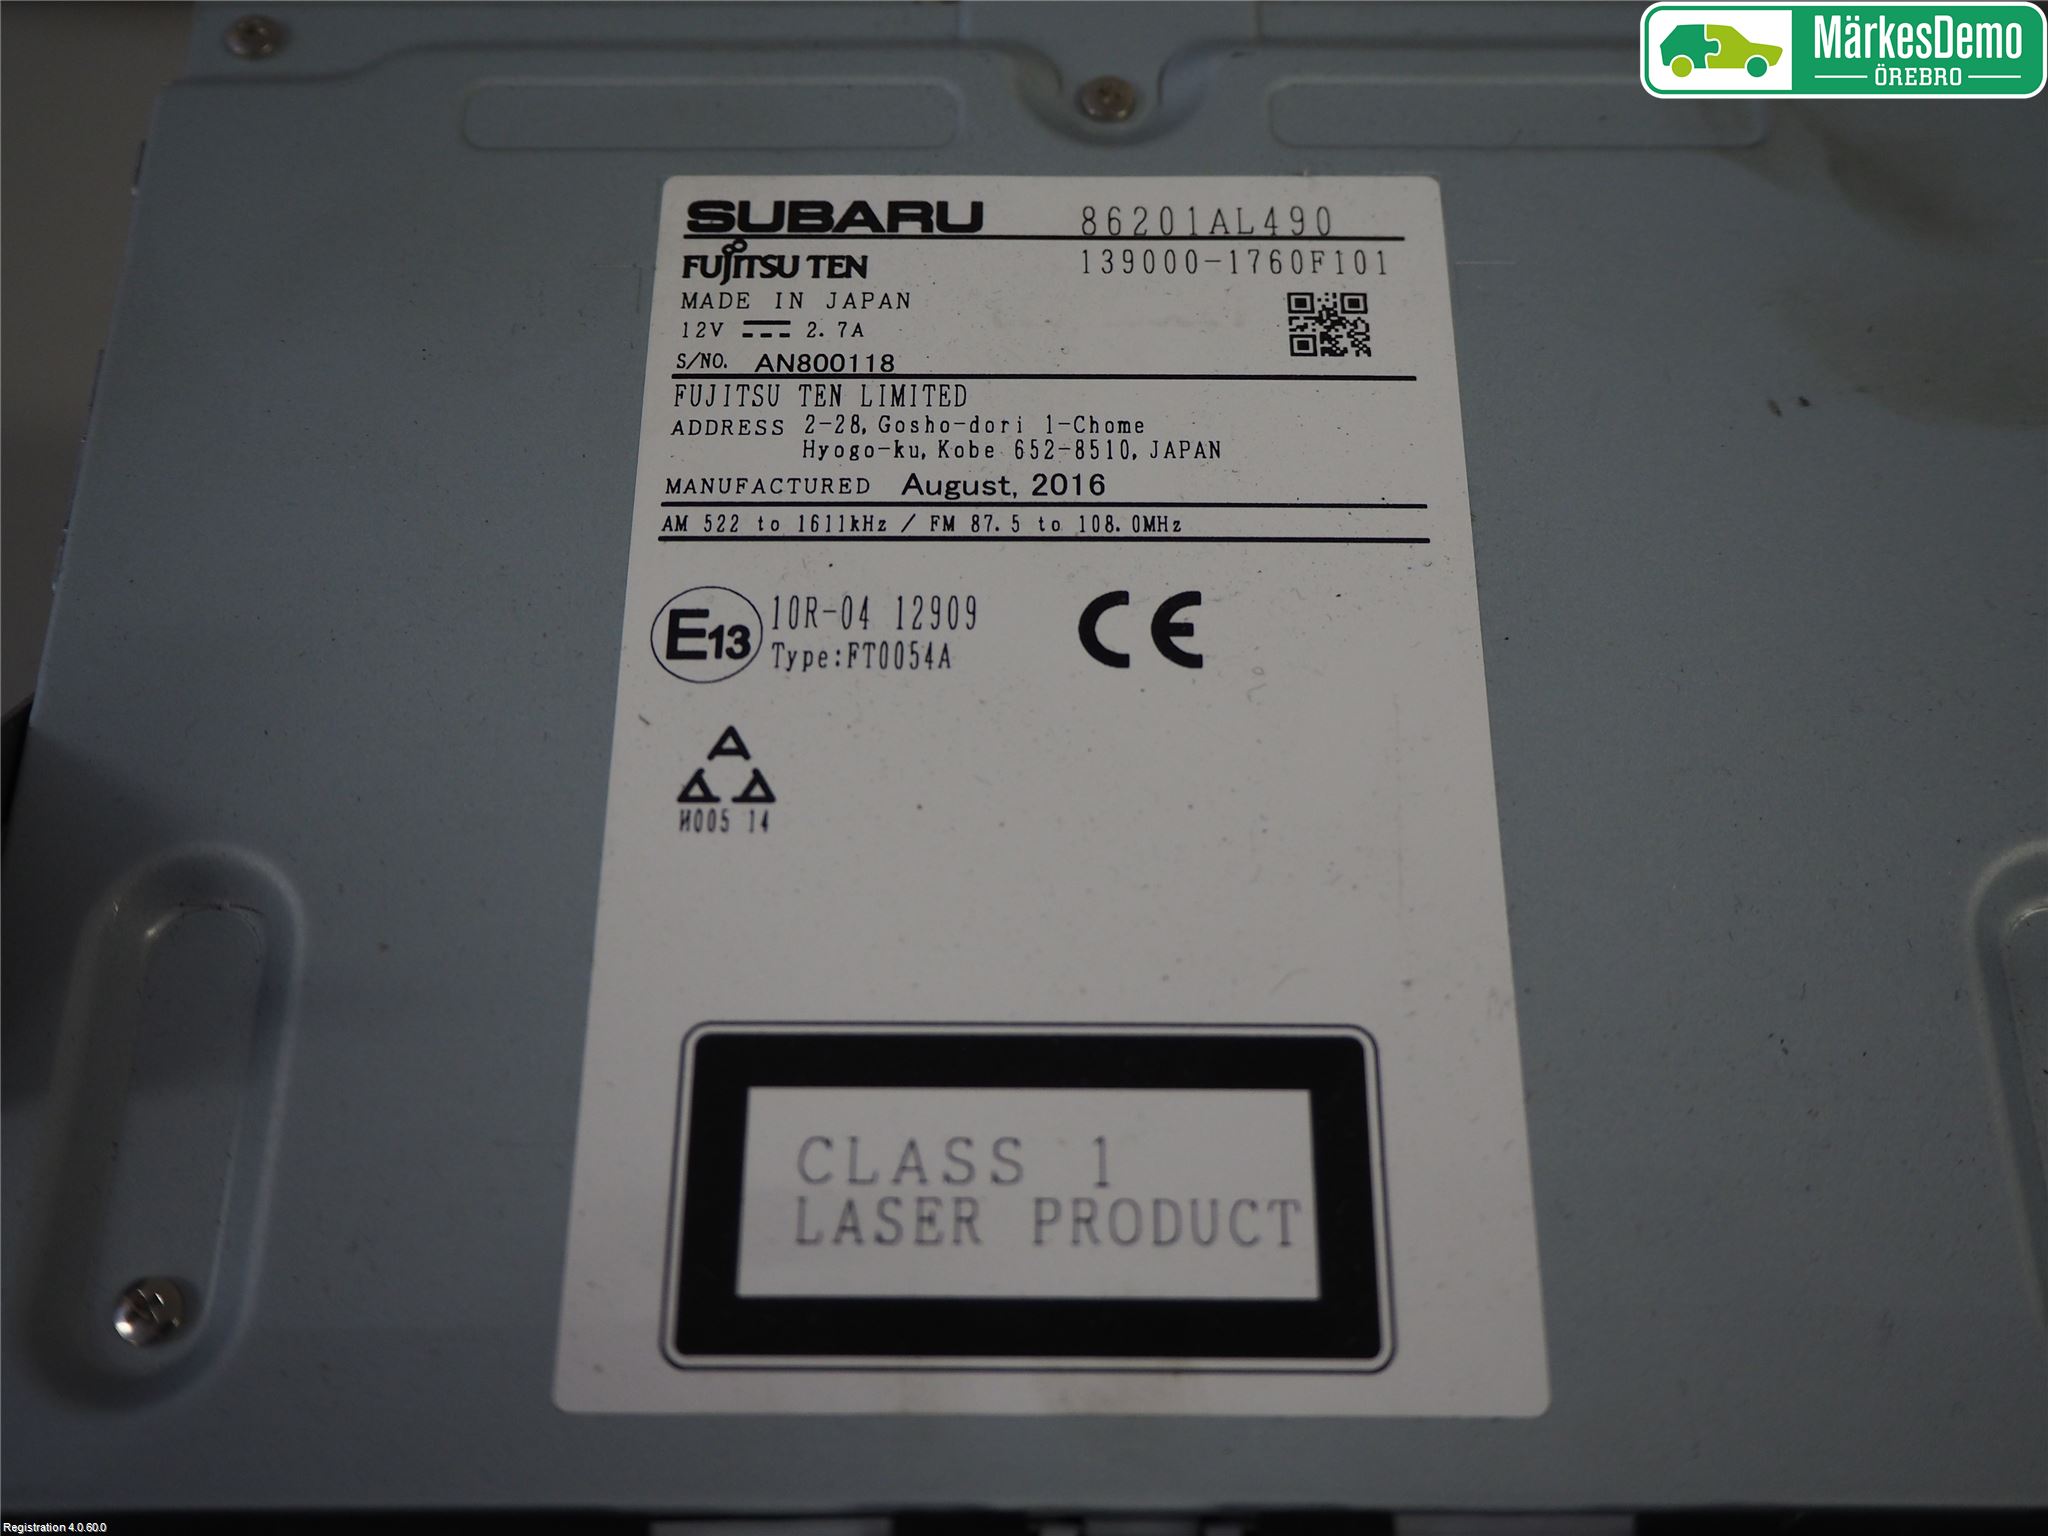 MärkesDemo
ÖREBRO
SUBARU 86201AL490
FUJITSU TEN 139000-1760F101
MADE IN JAPAN
12V 2.7A
S/NO. AN800118
FUJITSU TEN LIMITED
ADDRESS 2-28, Gosho-dori 1-Chome
Hyogo-ku, Kobe 652-8510, JAPAN
MANUFACTURED August, 2016
AM 522 to 1611kHz / FM 87.5 to 108.0MHz
E13 10R-04 12909
Type:FT0054A
CE
И005 14
CLASS 1
LASER PRODUCT
Registration 4.0.60.0